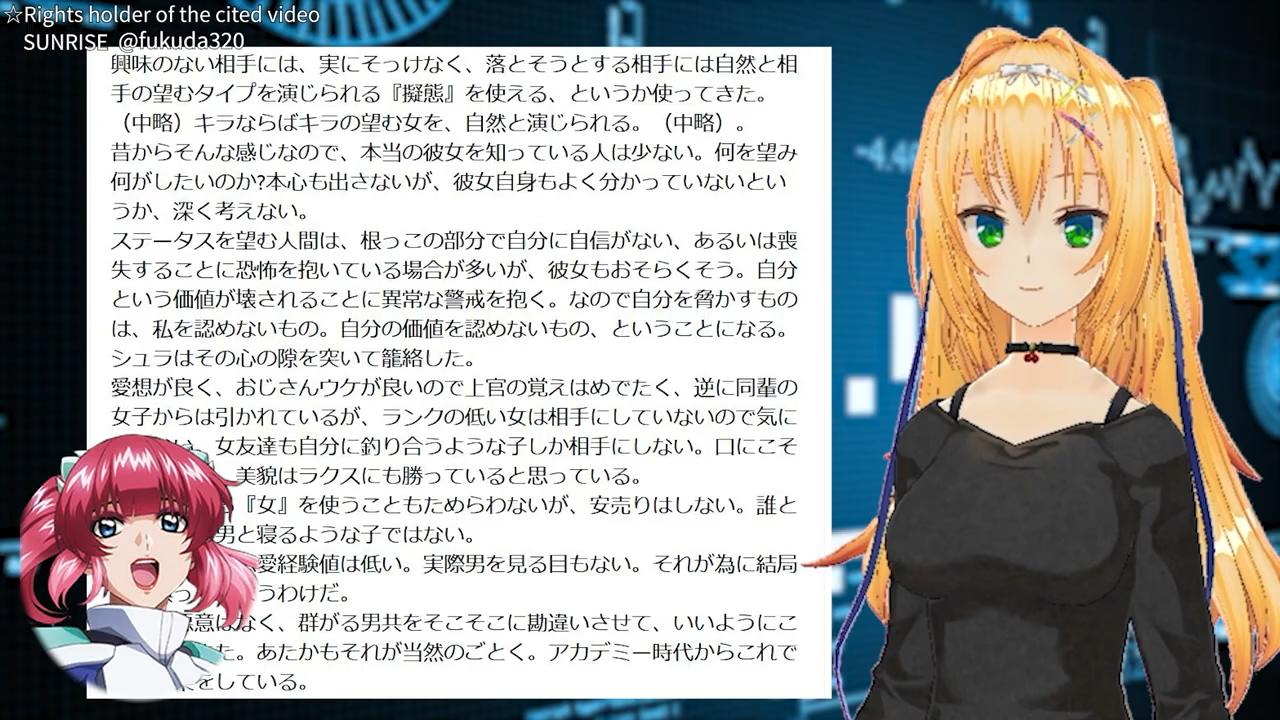 ☆Rights holder of the cited video
SUNRISE @fukuda320
興味のない相手には、実にそっけなく、落とそうとする相手には自然と相
手の望むタイプを演じられる『擬態』を使える、というか使ってきた。
（中略）キラならばキラの望む女を、自然と演じられる。（中略）。
昔からそんな感じなので、本当の彼女を知っている人は少ない。何を望み
何がしたいのか?本心も出さないが、彼女自身もよく分かっていないとい
うか、深く考えない。
ステータスを望む人間は、根っこの部分で自分に自信がない、あるいは喪
失することに恐怖を抱いている場合が多いが、彼女もおそらくそう。自分
という価値が壊されることに異常な警戒を抱く。なので自分を脅かすもの
は、私を認めないもの。自分の価値を認めないもの、ということになる。
シュラはその心の隙を突いて籠絡した。
愛想が良く、おじさんウケが良いので上官の覚えはめでたく、逆に同輩の
女子からは引かれているが、ランクの低い女は相手にしていないので気に
い、女友達も自分に釣り合うような子しか相手にしない。口にこそ
美貌はラクスにも勝っていると思っている。
『女』を使うこともためらわないが、安売りはしない。誰と
男と寝るような子ではない。
愛経験値は低い。実際男を見る目もない。それが為に結局
うわけだ。
意はなく、群がる男共をそこそこに勘違いさせて、いいようにこ
た。あたかもそれが当然のごとく。アカデミー時代からこれで
をしている。